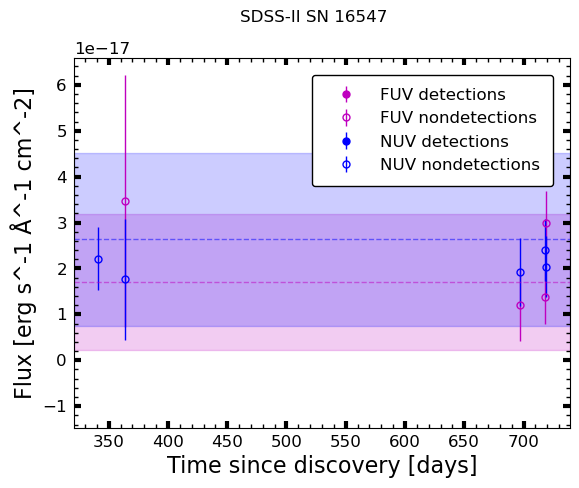 SDSS-II SN 16547
1e−17
FUV detections
FUV nondetections
NUV detections
NUV nondetections
6
5
4
3
2
1
0
−1
Flux [erg s^-1 Å^-1 cm^-2]
350 400 450 500 550 600 650 700
Time since discovery [days]